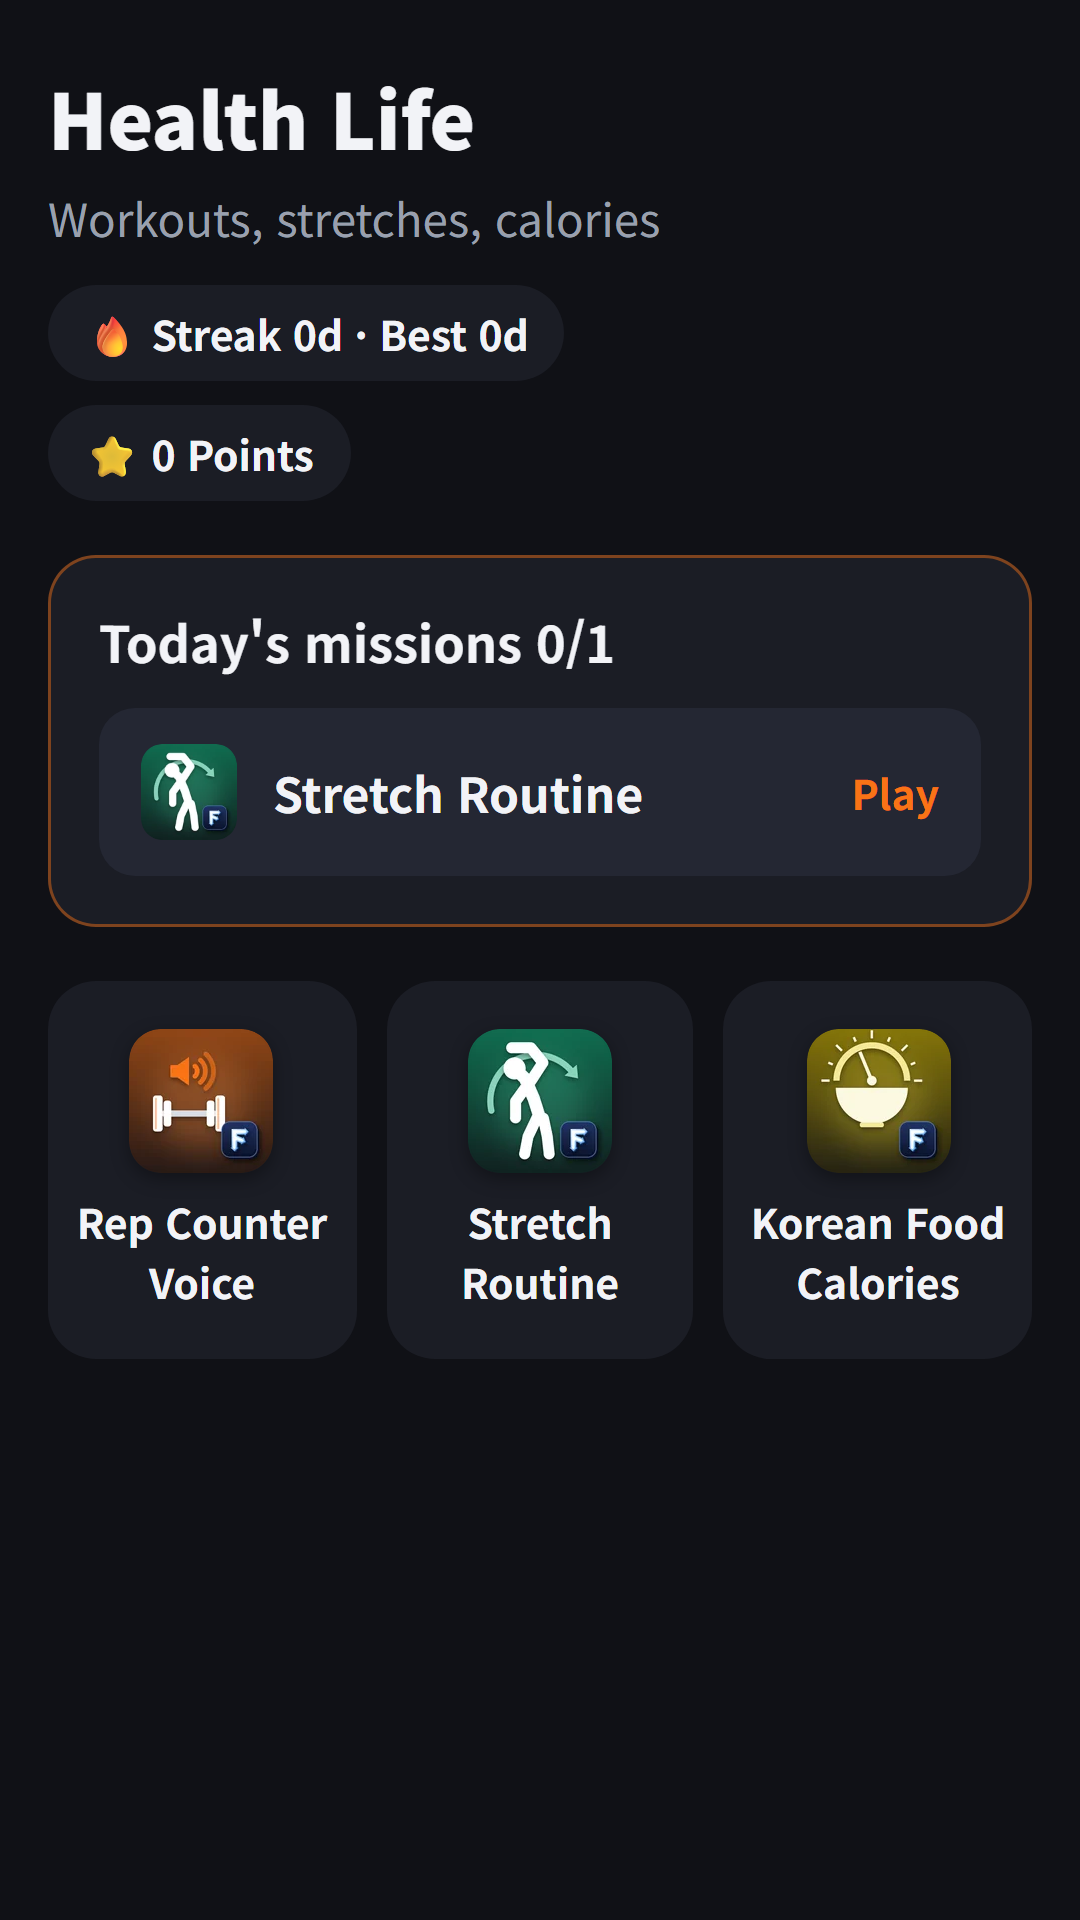 Health Life
Workouts, stretches, calories
🔥 Streak 0d · Best 0d
⭐ 0 Points
Today's missions 0/1
F
Stretch Routine
Play
F
F
F
Rep Counter
Voice
Stretch
Routine
Korean Food
Calories